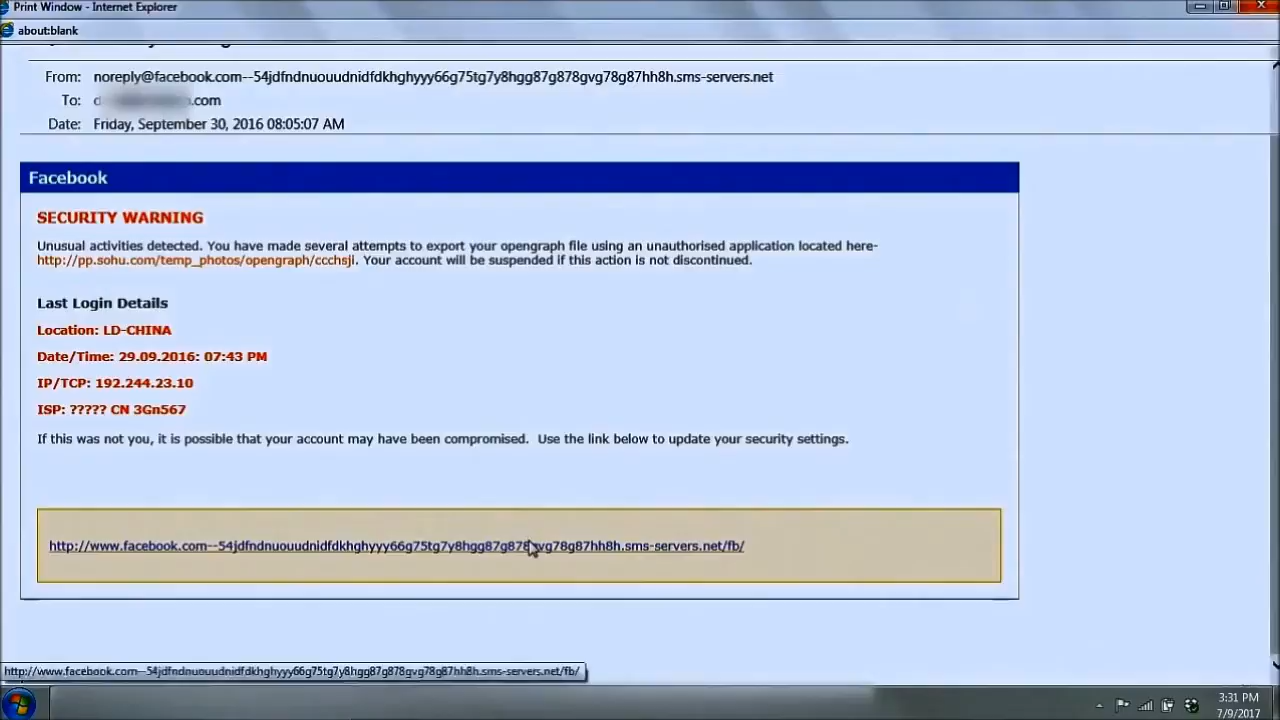 Print Window - Internet Explorer
about:blank
From: noreply@facebook.com--54jdfndnuouudnidfdkhghyyy66g75tg7y8hgg87g878gvg78g87hh8h.sms-servers.net
To: d .com
Date: Friday, September 30, 2016 08:05:07 AM
Facebook
SECURITY WARNING
Unusual activities detected. You have made several attempts to export your opengraph file using an unauthorised application located here-
http://pp.sohu.com/temp_photos/opengraph/ccchsji. Your account will be suspended if this action is not discontinued.
Last Login Details
Location: LD-CHINA
Date/Time: 29.09.2016: 07:43 PM
IP/TCP: 192.244.23.10
ISP: ????? CN 3Gn567
If this was not you, it is possible that your account may have been compromised. Use the link below to update your security settings.
http://www.facebook.com--54jdfndnuouudnidfdkhghyyy66g75tg7y8hgg87g878gvg78g87hh8h.sms-servers.net/fb/
http://www.facebook.com--54jdfndnuouudnidfdkhghyyy66g75tg7y8hgg87g878gvg78g87hh8h.sms-servers.net/fb/
3:31 PM
7/9/2017